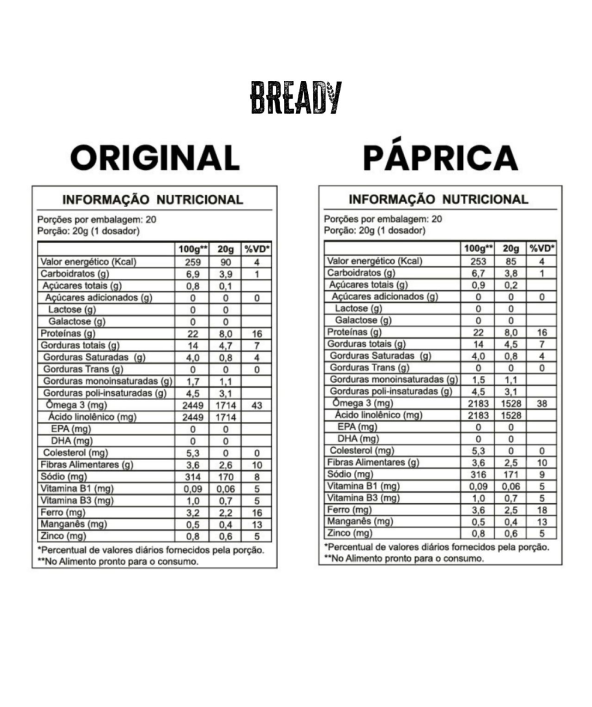 BREADY
ORIGINAL
INFORMAÇÃO NUTRICIONAL
Porções por embalagem: 20
Porção: 20g (1 dosador)
100g** 20g %VD*
Valor energético (Kcal) 259 90 4
Carboidratos (g) 6,9 3,9 1
Açúcares totais (g) 0,8 0,1
Açúcares adicionados (g) 0 0 0
Lactose (g) 0 0
Galactose (g) 0 0
Proteínas (g) 22 8,0 16
Gorduras totais (g) 14 4,7 7
Gorduras Saturadas (g) 4,0 0,8 4
Gorduras Trans (g) 0 0 0
Gorduras monoinsaturadas (g) 1,7 1,1
Gorduras poli-insaturadas (g) 4,5 3,1
Ômega 3 (mg) 2449 1714 43
Ácido linolênico (mg) 2449 1714
EPA (mg) 0 0
DHA (mg) 0 0
Colesterol (mg) 5,3 0 0
Fibras Alimentares (g) 3,6 2,6 10
Sódio (mg) 314 170 8
Vitamina B1 (mg) 0,09 0,06 5
Vitamina B3 (mg) 1,0 0,7 5
Ferro (mg) 3,2 2,2 16
Manganês (mg) 0,5 0,4 13
Zinco (mg) 0,8 0,6 5
*Percentual de valores diários fornecidos pela porção.
**No Alimento pronto para o consumo.
PÁPRICA
INFORMAÇÃO NUTRICIONAL
Porções por embalagem: 20
Porção: 20g (1 dosador)
100g** 20g %VD*
Valor energético (Kcal) 253 85 4
Carboidratos (g) 6,7 3,8 1
Açúcares totais (g) 0,9 0,2
Açúcares adicionados (g) 0 0 0
Lactose (g) 0 0
Galactose (g) 0 0
Proteínas (g) 22 8,0 16
Gorduras totais (g) 14 4,5 7
Gorduras Saturadas (g) 4,0 0,8 4
Gorduras Trans (g) 0 0 0
Gorduras monoinsaturadas (g) 1,5 1,1
Gorduras poli-insaturadas (g) 4,5 3,1
Ômega 3 (mg) 2183 1528 38
Ácido linolênico (mg) 2183 1528
EPA (mg) 0 0
DHA (mg) 0 0
Colesterol (mg) 5,3 0 0
Fibras Alimentares (g) 3,6 2,5 10
Sódio (mg) 316 171 9
Vitamina B1 (mg) 0,09 0,06 5
Vitamina B3 (mg) 1,0 0,7 5
Ferro (mg) 3,6 2,5 18
Manganês (mg) 0,5 0,4 13
Zinco (mg) 0,8 0,6 5
*Percentual de valores diários fornecidos pela porção.
**No Alimento pronto para o consumo.